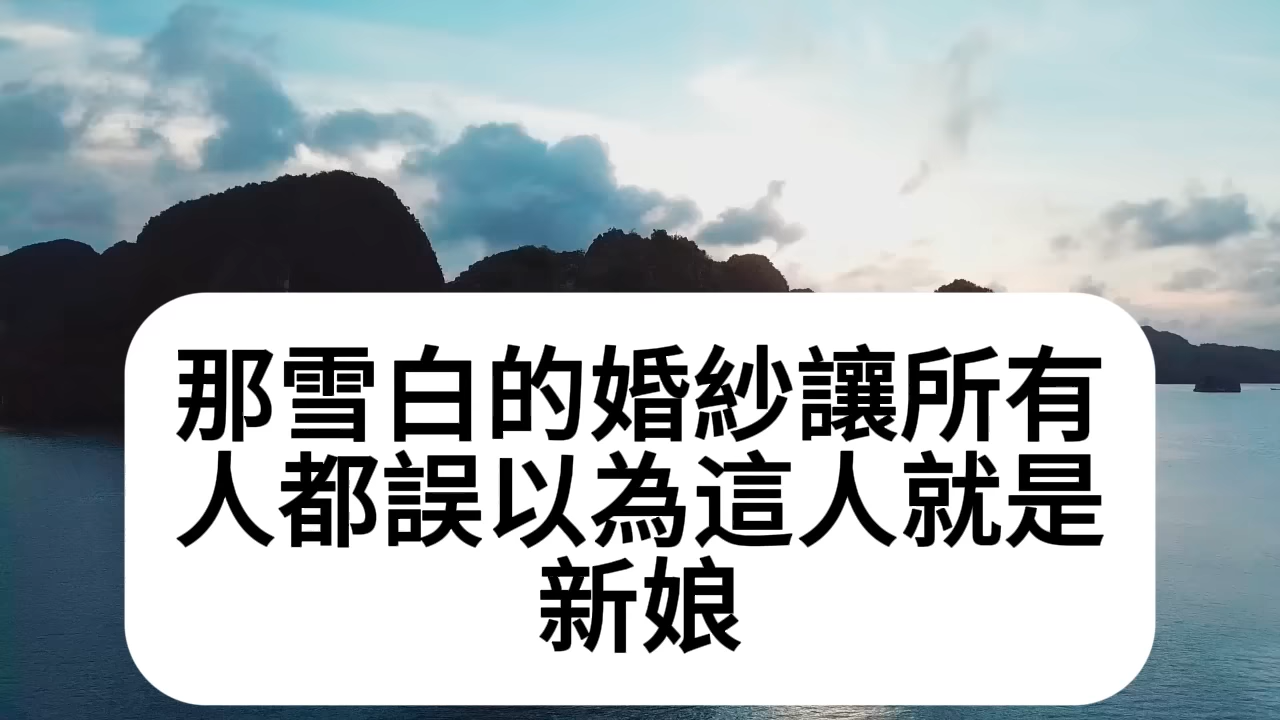 那雪白的婚紗讓所有
人都誤以為這人就是
新娘